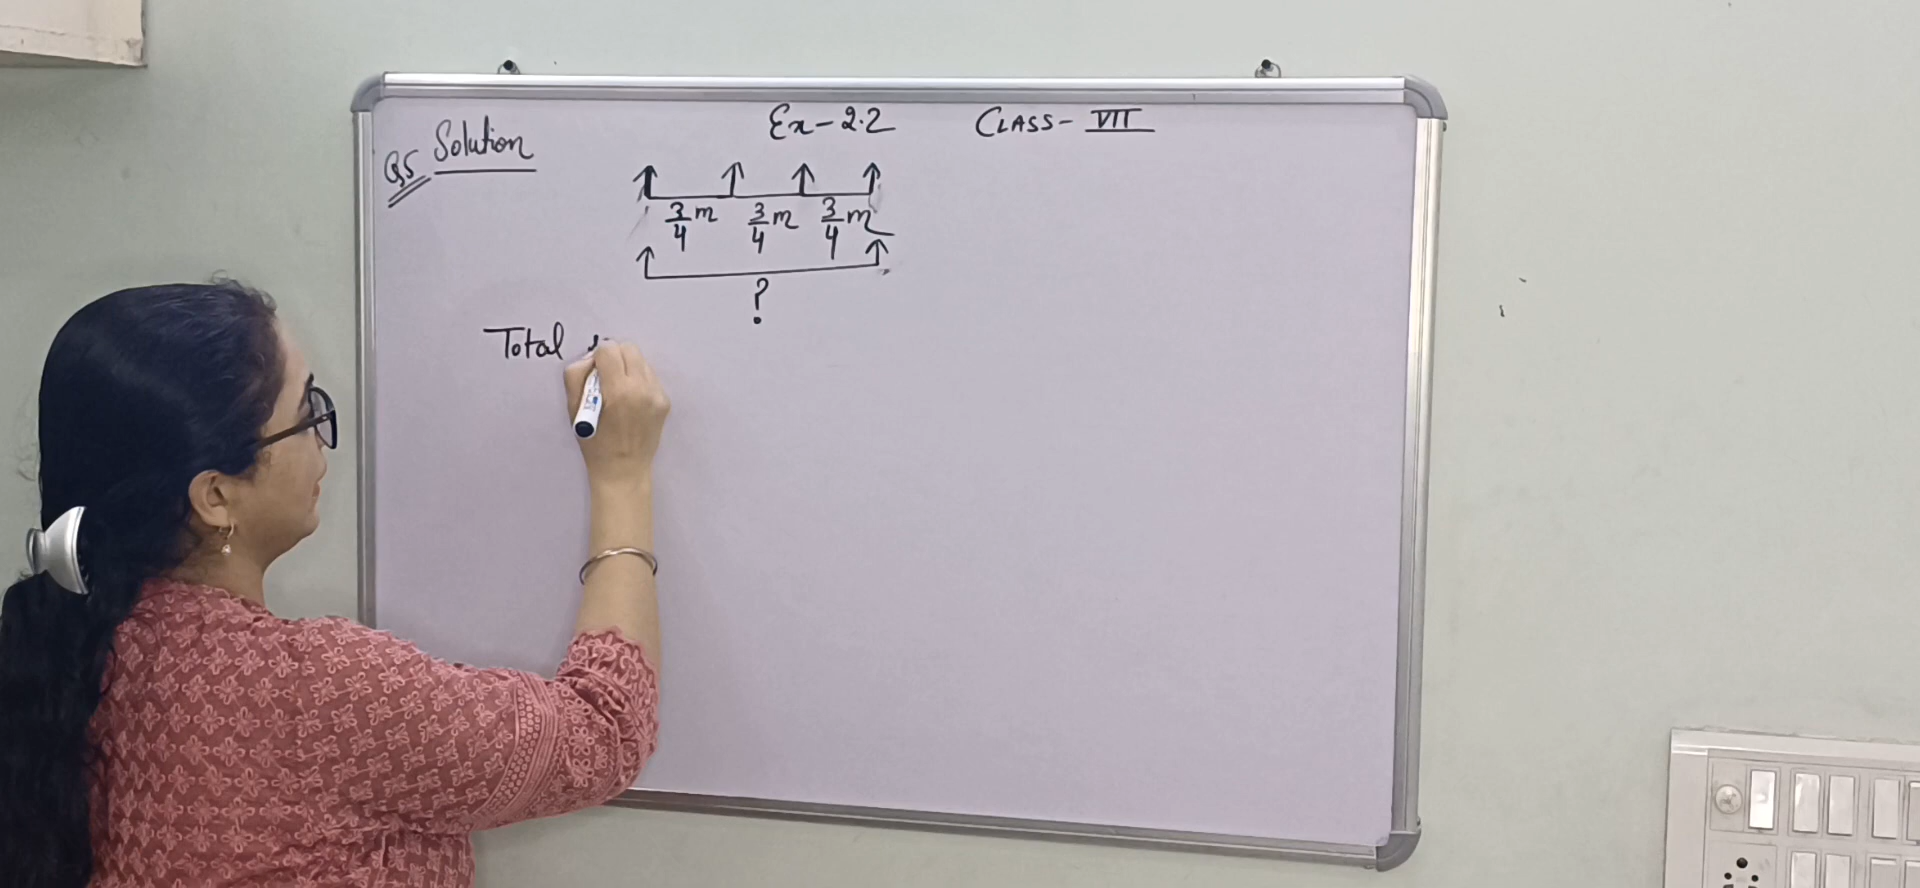 Ex-2.2 CLASS- VII
Q5 Solution
3/4 m 3/4 m 3/4 m
?
Total